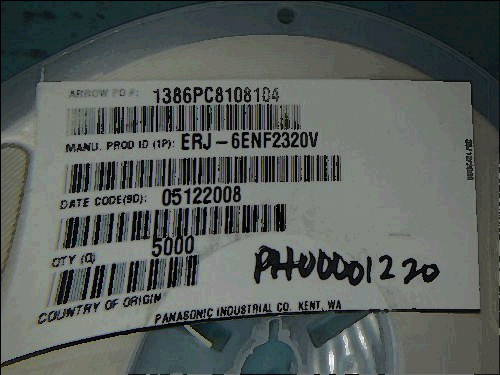 ARROW PO #: 1386PC8108104
MANU. PROD ID (1P): ERJ-6ENF2320V
DATE CODE(9D): 05122008
QTY (Q) 5000
PHU00001220
COUNTRY OF ORIGIN
PANASONIC INDUSTRIAL CO. KENT, WA